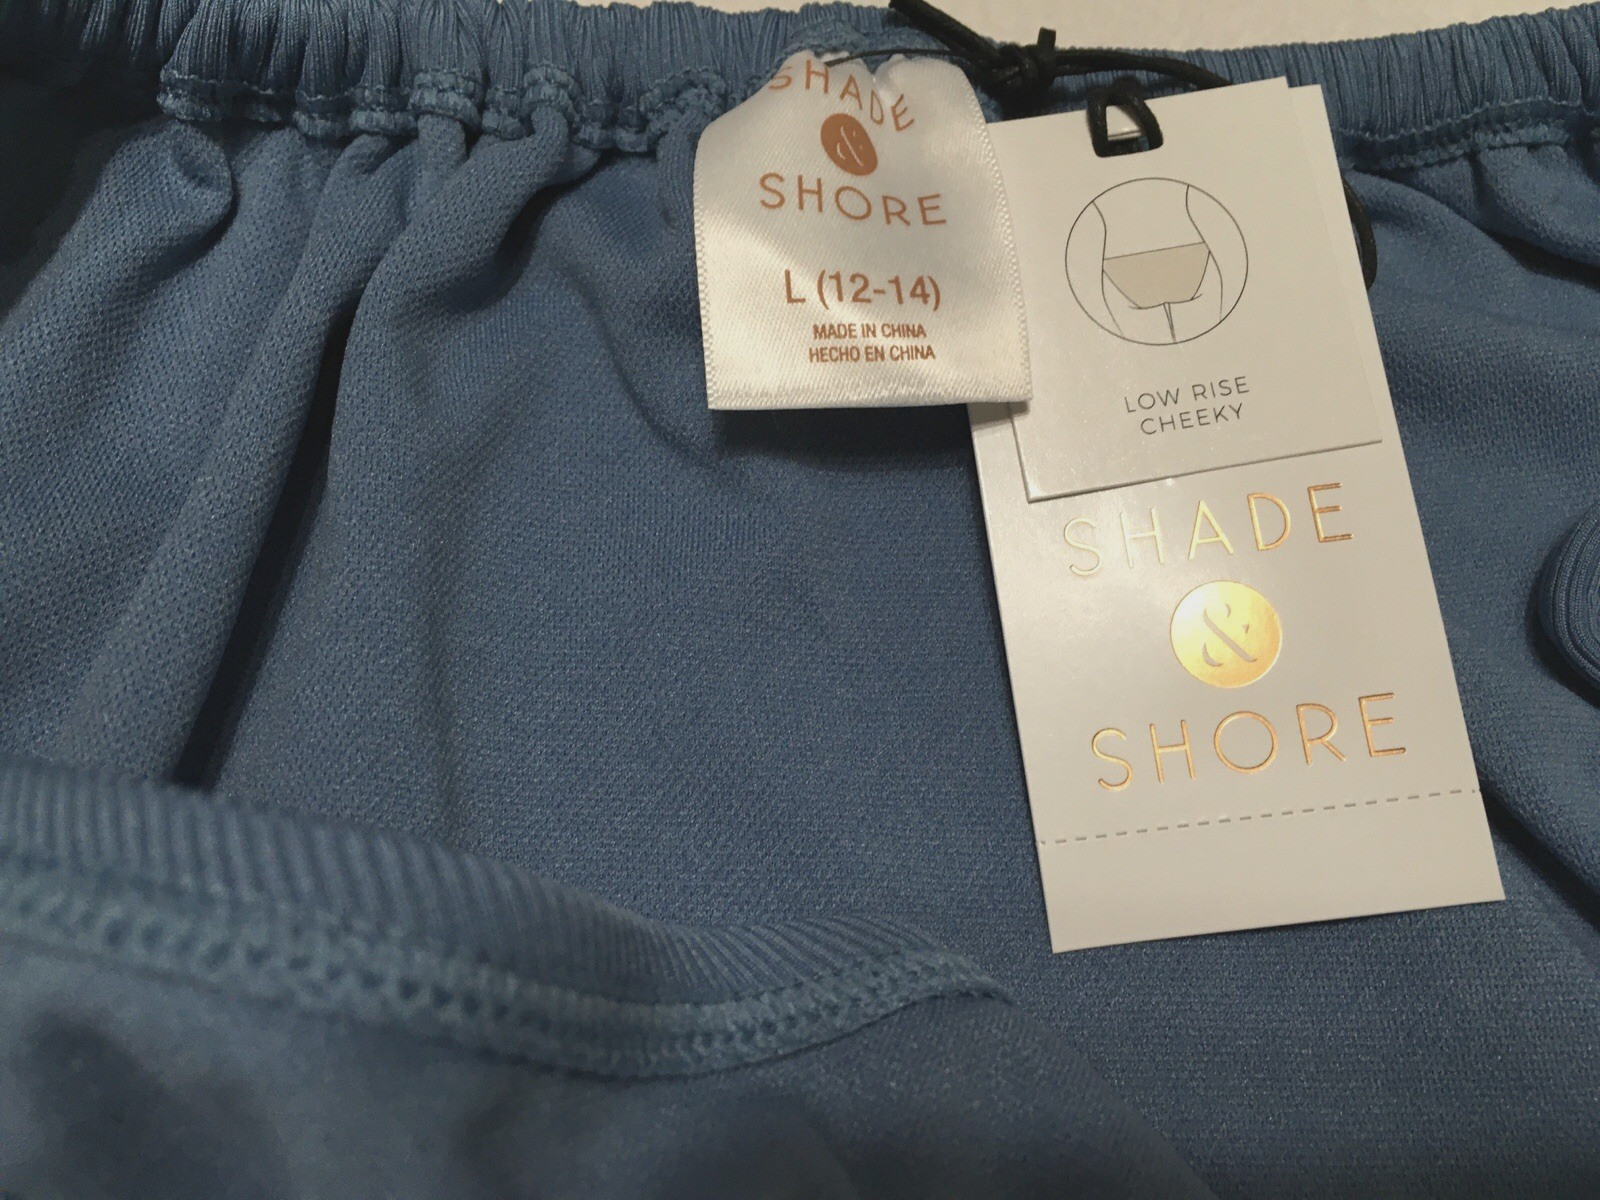 SHADE
&
SHORE
L (12-14)
MADE IN CHINA
HECHO EN CHINA
LOW RISE
CHEEKY
SHADE
&
SHORE